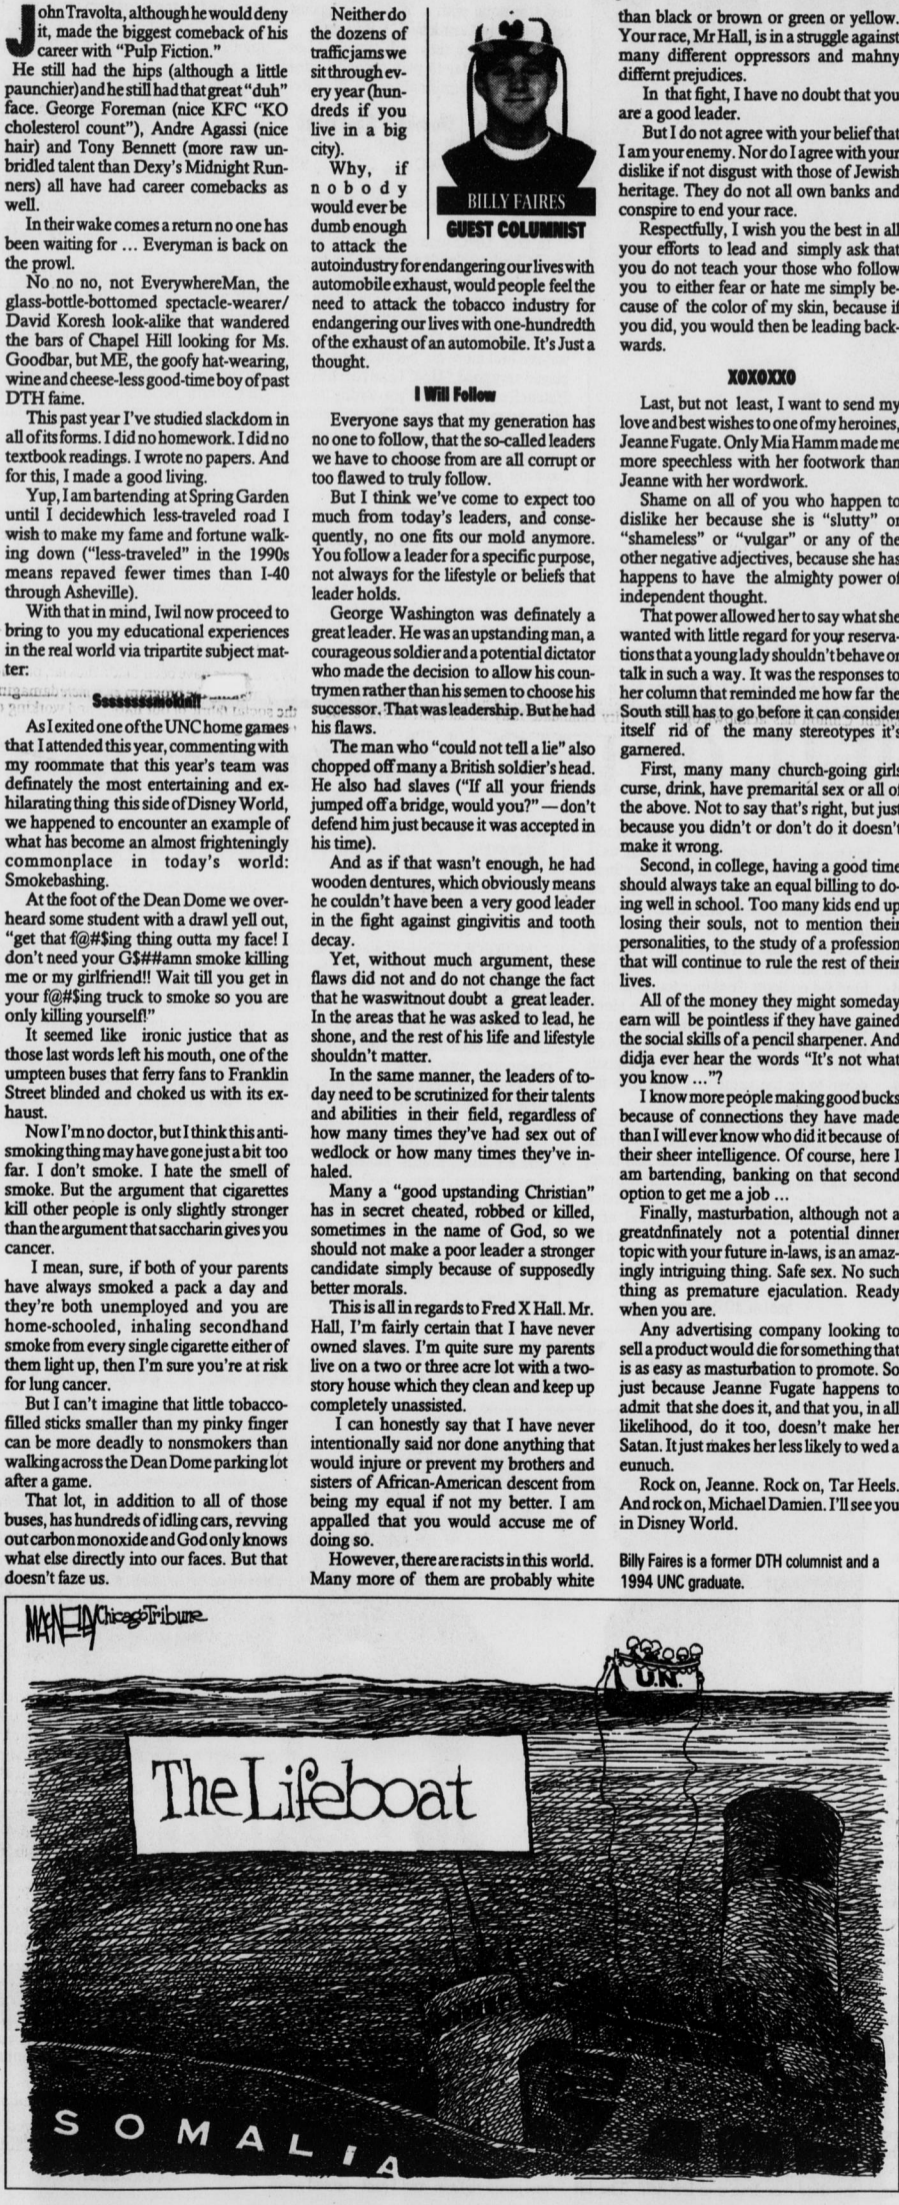 John Travolta, although he would deny
it, made the biggest comeback of his
career with "Pulp Fiction."
He still had the hips (although a little
paunchier) and he still had that great "duh"
face. George Foreman (nice KFC "KO
cholesterol count"), Andre Agassi (nice
hair) and Tony Bennett (more raw un-
bridled talent than Dexy's Midnight Run-
ners) all have had career comebacks as
well.
In their wake comes a return no one has
been waiting for ... Everyman is back on
the prowl.
No no no, not EverywhereMan, the
glass-bottle-bottomed spectacle-wearer/
David Koresh look-alike that wandered
the bars of Chapel Hill looking for Ms.
Goodbar, but ME, the goofy hat-wearing,
wine and cheese-less good-time boy of past
DTH fame.
This past year I've studied slackdom in
all of its forms. I did no homework. I did no
textbook readings. I wrote no papers. And
for this, I made a good living.
Yup, I am bartending at Spring Garden
until I decidewhich less-traveled road I
wish to make my fame and fortune walk-
ing down ("less-traveled" in the 1990s
means repaved fewer times than I-40
through Asheville).
With that in mind, Iwil now proceed to
bring to you my educational experiences
in the real world via tripartite subject mat-
ter:
Ssssssssmokin!!
As I exited one of the UNC home games
that I attended this year, commenting with
my roommate that this year's team was
definately the most entertaining and ex-
hilarating thing this side of Disney World,
we happened to encounter an example of
what has become an almost frighteningly
commonplace in today's world:
Smokebashing.
At the foot of the Dean Dome we over-
heard some student with a drawl yell out,
"get that f@#$ing thing outta my face! I
don't need your G$##amn smoke killing
me or my girlfriend!! Wait till you get in
your f@#$ing truck to smoke so you are
only killing yourself!"
It seemed like ironic justice that as
those last words left his mouth, one of the
umpteen buses that ferry fans to Franklin
Street blinded and choked us with its ex-
haust.
Now I'm no doctor, but I think this anti-
smoking thing may have gone just a bit too
far. I don't smoke. I hate the smell of
smoke. But the argument that cigarettes
kill other people is only slightly stronger
than the argument that saccharin gives you
cancer.
I mean, sure, if both of your parents
have always smoked a pack a day and
they're both unemployed and you are
home-schooled, inhaling secondhand
smoke from every single cigarette either of
them light up, then I'm sure you're at risk
for lung cancer.
But I can't imagine that little tobacco-
filled sticks smaller than my pinky finger
can be more deadly to nonsmokers than
walking across the Dean Dome parking lot
after a game.
That lot, in addition to all of those
buses, has hundreds of idling cars, revving
out carbon monoxide and God only knows
what else directly into our faces. But that
doesn't faze us.
Neither do
the dozens of
traffic jams we
sit through ev-
ery year (hun-
dreds if you
live in a big
city).
Why, if
nobody
would ever be
dumb enough
to attack the
BILLY FAIRES
GUEST COLUMNIST
autoindustry for endangering our lives with
automobile exhaust, would people feel the
need to attack the tobacco industry for
endangering our lives with one-hundredth
of the exhaust of an automobile. It's Just a
thought.
I Will Follow
Everyone says that my generation has
no one to follow, that the so-called leaders
we have to choose from are all corrupt or
too flawed to truly follow.
But I think we've come to expect too
much from today's leaders, and conse-
quently, no one fits our mold anymore.
You follow a leader for a specific purpose,
not always for the lifestyle or beliefs that
leader holds.
George Washington was definately a
great leader. He was an upstanding man, a
courageous soldier and a potential dictator
who made the decision to allow his coun-
trymen rather than his semen to choose his
successor. That was leadership. But he had
his flaws.
The man who "could not tell a lie" also
chopped off many a British soldier's head.
He also had slaves ("If all your friends
jumped off a bridge, would you?" — don't
defend him just because it was accepted in
his time).
And as if that wasn't enough, he had
wooden dentures, which obviously means
he couldn't have been a very good leader
in the fight against gingivitis and tooth
decay.
Yet, without much argument, these
flaws did not and do not change the fact
that he waswitnout doubt a great leader.
In the areas that he was asked to lead, he
shone, and the rest of his life and lifestyle
shouldn't matter.
In the same manner, the leaders of to-
day need to be scrutinized for their talents
and abilities in their field, regardless of
how many times they've had sex out of
wedlock or how many times they've in-
haled.
Many a "good upstanding Christian"
has in secret cheated, robbed or killed,
sometimes in the name of God, so we
should not make a poor leader a stronger
candidate simply because of supposedly
better morals.
This is all in regards to Fred X Hall. Mr.
Hall, I'm fairly certain that I have never
owned slaves. I'm quite sure my parents
live on a two or three acre lot with a two-
story house which they clean and keep up
completely unassisted.
I can honestly say that I have never
intentionally said nor done anything that
would injure or prevent my brothers and
sisters of African-American descent from
being my equal if not my better. I am
appalled that you would accuse me of
doing so.
However, there are racists in this world.
Many more of them are probably white
than black or brown or green or yellow.
Your race, Mr Hall, is in a struggle against
many different oppressors and mahny
differnt prejudices.
In that fight, I have no doubt that you
are a good leader.
But I do not agree with your belief that
I am your enemy. Nor do I agree with your
dislike if not disgust with those of Jewish
heritage. They do not all own banks and
conspire to end your race.
Respectfully, I wish you the best in all
your efforts to lead and simply ask that
you do not teach your those who follow
you to either fear or hate me simply be-
cause of the color of my skin, because if
you did, you would then be leading back-
wards.
XOXOXXO
Last, but not least, I want to send my
love and best wishes to one of my heroines,
Jeanne Fugate. Only Mia Hamm made me
more speechless with her footwork than
Jeanne with her wordwork.
Shame on all of you who happen to
dislike her because she is "slutty" or
"shameless" or "vulgar" or any of the
other negative adjectives, because she has
happens to have the almighty power of
independent thought.
That power allowed her to say what she
wanted with little regard for your reserva-
tions that a young lady shouldn't behave or
talk in such a way. It was the responses to
her column that reminded me how far the
South still has to go before it can consider
itself rid of the many stereotypes it's
garnered.
First, many many church-going girls
curse, drink, have premarital sex or all of
the above. Not to say that's right, but just
because you didn't or don't do it doesn't
make it wrong.
Second, in college, having a good time
should always take an equal billing to do-
ing well in school. Too many kids end up
losing their souls, not to mention their
personalities, to the study of a profession
that will continue to rule the rest of their
lives.
All of the money they might someday
earn will be pointless if they have gained
the social skills of a pencil sharpener. And
didja ever hear the words "It's not what
you know ..."?
I know more people making good bucks
because of connections they have made
than I will ever know who did it because of
their sheer intelligence. Of course, here I
am bartending, banking on that second
option to get me a job ...
Finally, masturbation, although not a
greatdnfinately not a potential dinner
topic with your future in-laws, is an amaz-
ingly intriguing thing. Safe sex. No such
thing as premature ejaculation. Ready
when you are.
Any advertising company looking to
sell a product would die for something that
is as easy as masturbation to promote. So
just because Jeanne Fugate happens to
admit that she does it, and that you, in all
likelihood, do it too, doesn't make her
Satan. It just makes her less likely to wed a
eunuch.
Rock on, Jeanne. Rock on, Tar Heels.
And rock on, Michael Damien. I'll see you
in Disney World.
Billy Faires is a former DTH columnist and a
1994 UNC graduate.
MacNelly Chicago Tribune
U.N.
The Lifeboat
SOMALIA